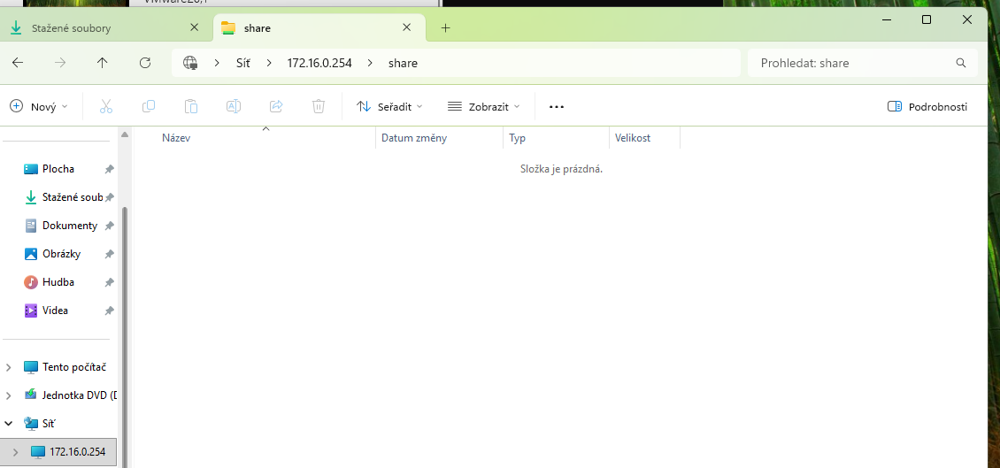 VMware20,1
Stažené soubory
share
Síť
172.16.0.254
share
Prohledat: share
Nový
Seřadit
Zobrazit
Podrobnosti
Název
Datum změny
Typ
Velikost
Složka je prázdná.
Plocha
Stažené soub
Dokumenty
Obrázky
Hudba
Videa
Tento počítač
Jednotka DVD (D
Síť
172.16.0.254